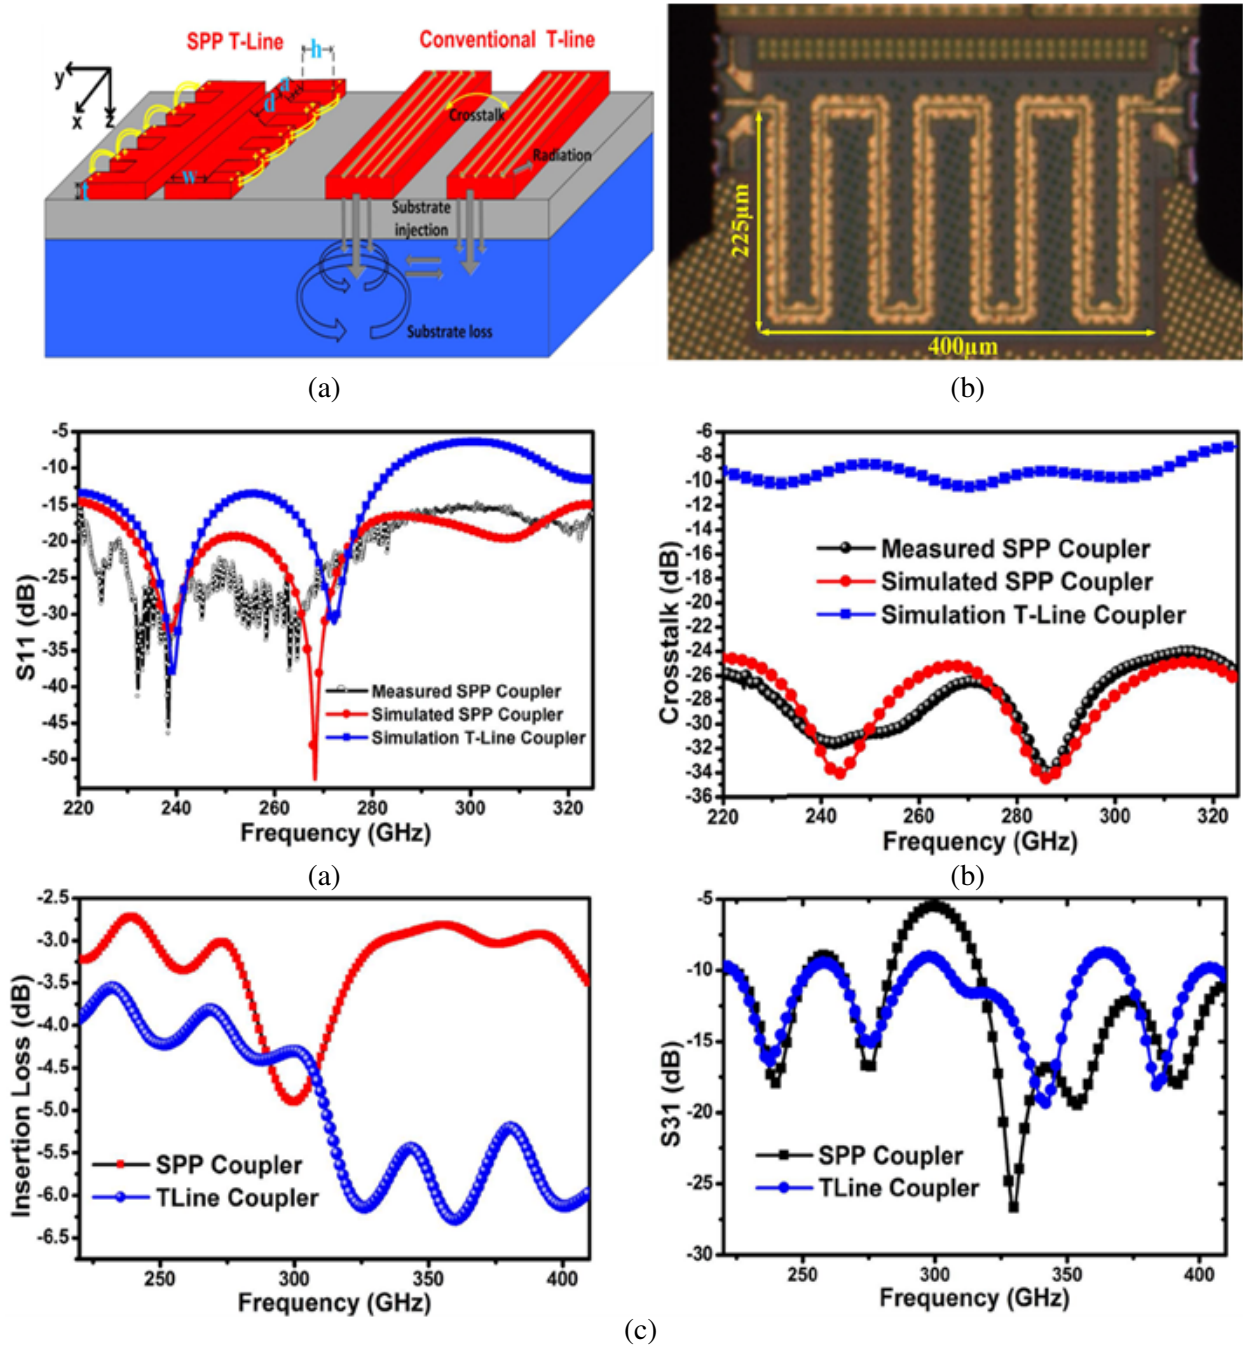 SPP T-Line
Conventional T-line
h
y
x
z
a
d
w
t
Crosstalk
Radiation
Substrate
injection
Substrate loss
(a)
225μm
400μm
(b)
-5
-10
-15
-20
-25
-30
-35
-40
-45
-50
S11 (dB)
Measured SPP Coupler
Simulated SPP Coupler
Simulation T-Line Coupler
220 240 260 280 300 320
Frequency (GHz)
(a)
-6
-8
-10
-12
-14
-16
-18
-20
-22
-24
-26
-28
-30
-32
-34
-36
Crosstalk (dB)
Measured SPP Coupler
Simulated SPP Coupler
Simulation T-Line Coupler
220 240 260 280 300 320
Frequency (GHz)
(b)
-2.5
-3.0
-3.5
-4.0
-4.5
-5.0
-5.5
-6.0
-6.5
Insertion Loss (dB)
SPP Coupler
TLine Coupler
250 300 350 400
Frequency (GHz)
-5
-10
-15
-20
-25
-30
S31 (dB)
SPP Coupler
TLine Coupler
250 300 350 400
Frequency (GHz)
(c)